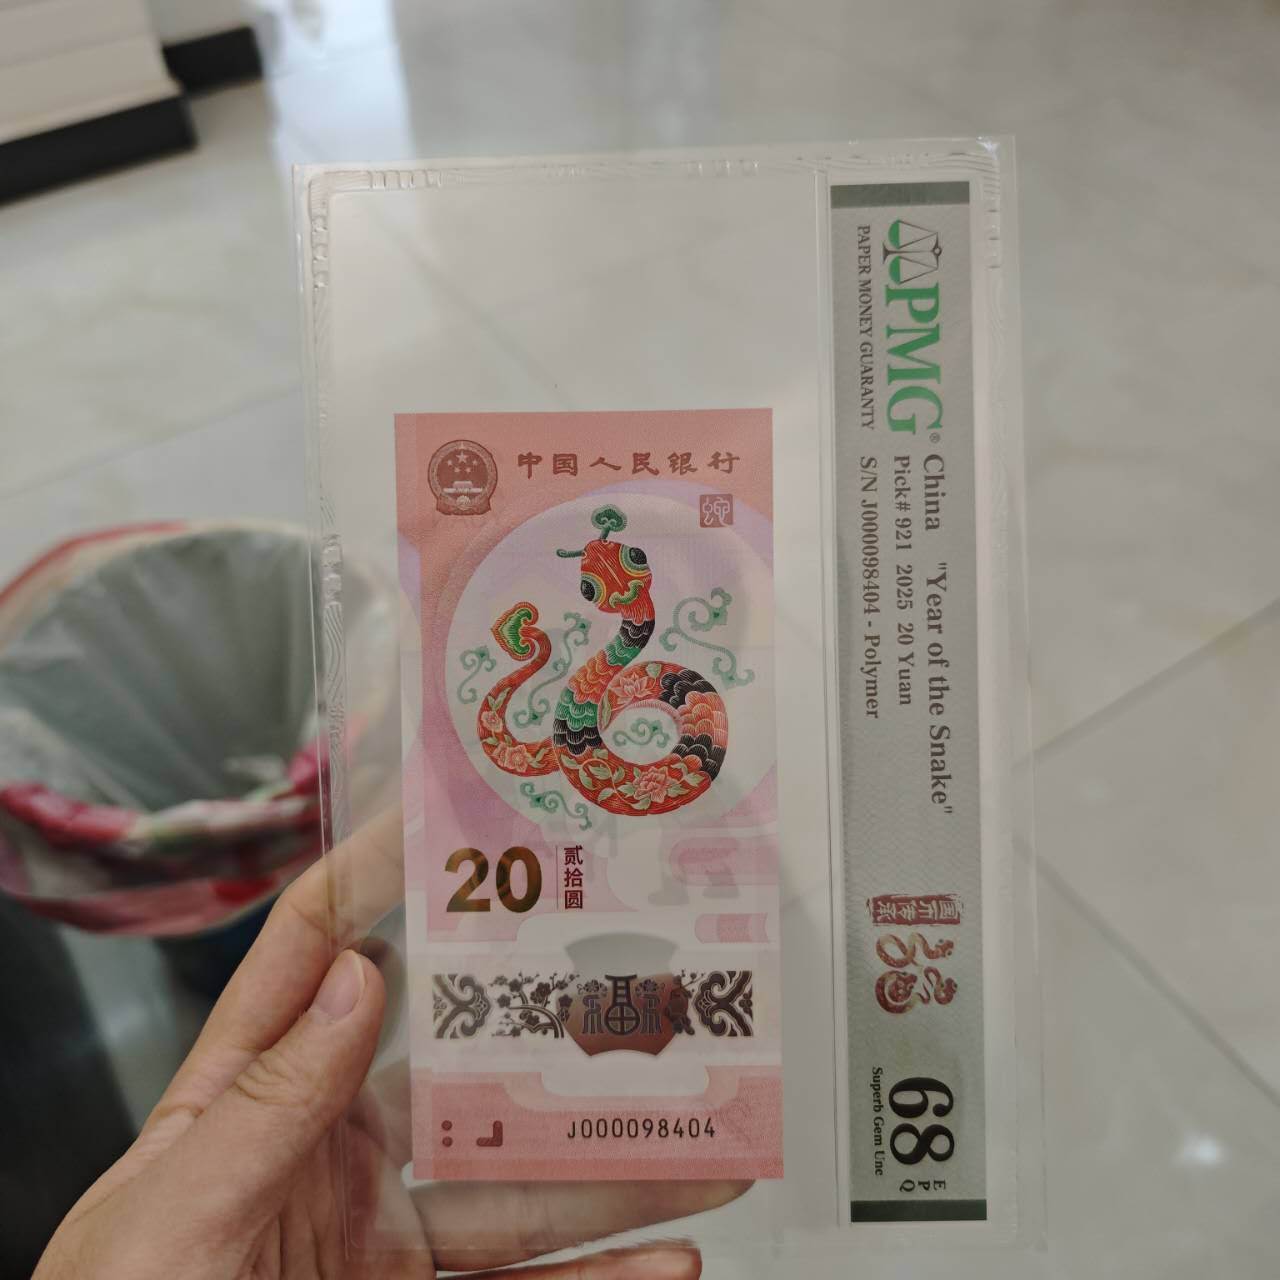 中国人民银行
蛇
20
贰拾圆
福
J000098404
PMG®
PAPER MONEY GUARANTY
China "Year of the Snake"
Pick# 921 2025 20 Yuan
S/N J000098404 - Polymer
68 EPQ
Superb Gem Unc